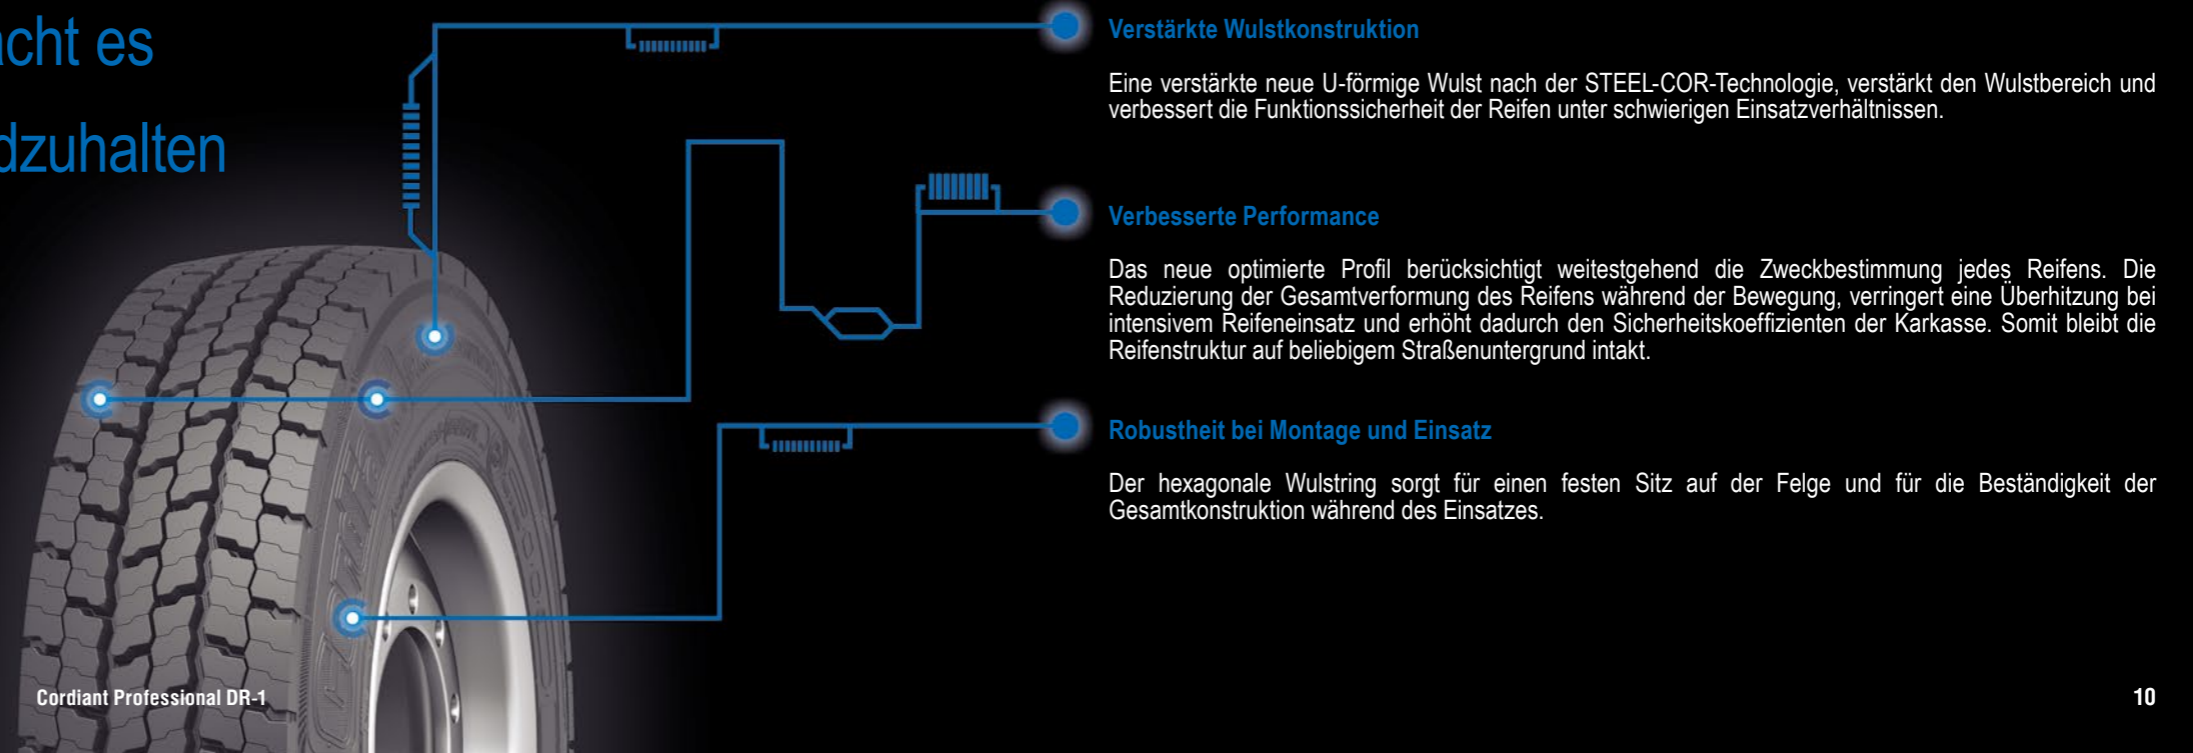 acht es
dzuhalten
Verstärkte Wulstkonstruktion
Eine verstärkte neue U-förmige Wulst nach der STEEL-COR-Technologie, verstärkt den Wulstbereich und
verbessert die Funktionssicherheit der Reifen unter schwierigen Einsatzverhältnissen.
Verbesserte Performance
Das neue optimierte Profil berücksichtigt weitestgehend die Zweckbestimmung jedes Reifens. Die
Reduzierung der Gesamtverformung des Reifens während der Bewegung, verringert eine Überhitzung bei
intensivem Reifeneinsatz und erhöht dadurch den Sicherheitskoeffizienten der Karkasse. Somit bleibt die
Reifenstruktur auf beliebigem Straßenuntergrund intakt.
Robustheit bei Montage und Einsatz
Der hexagonale Wulstring sorgt für einen festen Sitz auf der Felge und für die Beständigkeit der
Gesamtkonstruktion während des Einsatzes.
Cordiant Professional DR-1
10